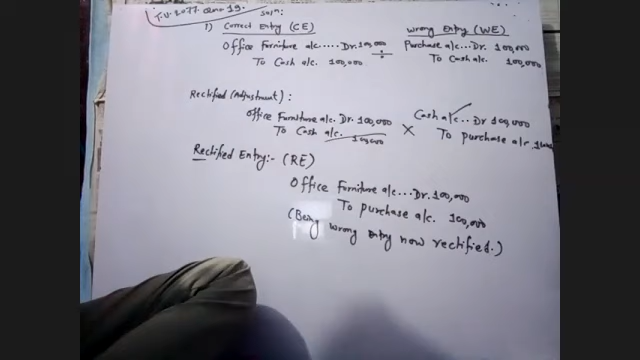 T.U. 2077. Qno. 19.
Solⁿ:
1) Correct Entry (CE)
Office Furniture a/c.... Dr. 100,000
To Cash a/c. 100,000
÷
Wrong Entry (WE)
Purchase a/c... Dr. 100,000
To Cash a/c. 100,000
Rectified (Adjustment):
Office Furniture a/c. Dr. 100,000
To Cash a/c. 100,000
×
Cash a/c... Dr 100,000
To purchase a/c. 100,000
Rectified Entry:- (RE)
Office Furniture a/c... Dr. 100,000
To purchase a/c. 100,000
(Being wrong entry now rectified.)